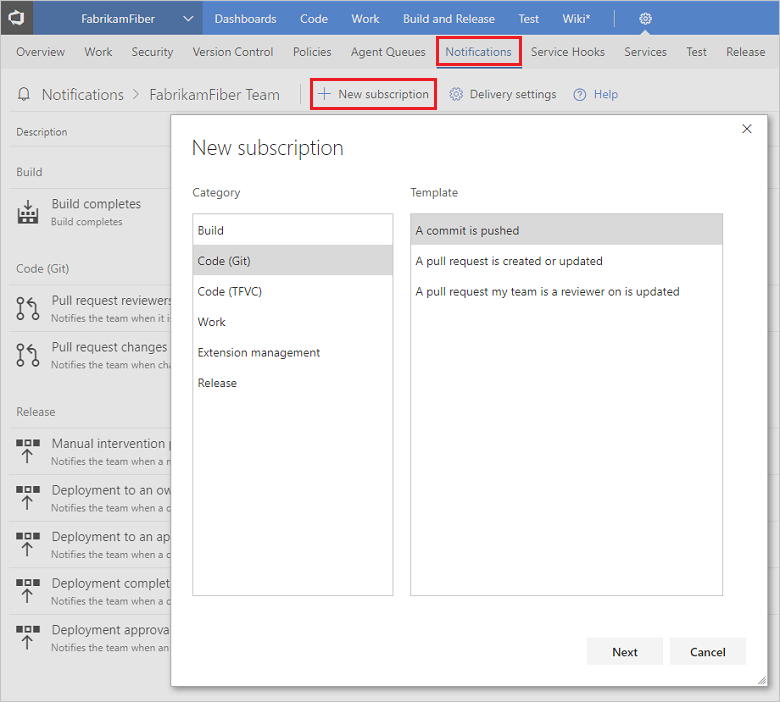 FabrikamFiber Dashboards Code Work Build and Release Test Wiki*
Overview Work Security Version Control Policies Agent Queues Notifications Service Hooks Services Test Release
Notifications > FabrikamFiber Team + New subscription Delivery settings ? Help
Description
Build
Build completes
Build completes
Code (Git)
Pull request reviewers
Notifies the team when it is
Pull request changes
Notifies the team when cha
Release
Manual intervention p
Notifies the team when a n
Deployment to an ow
Notifies the team when a c
Deployment to an ap
Notifies the team when a c
Deployment complet
Notifies the team when a c
Deployment approva
Notifies the team when an
New subscription
Category
Build
Code (Git)
Code (TFVC)
Work
Extension management
Release
Template
A commit is pushed
A pull request is created or updated
A pull request my team is a reviewer on is updated
Next Cancel